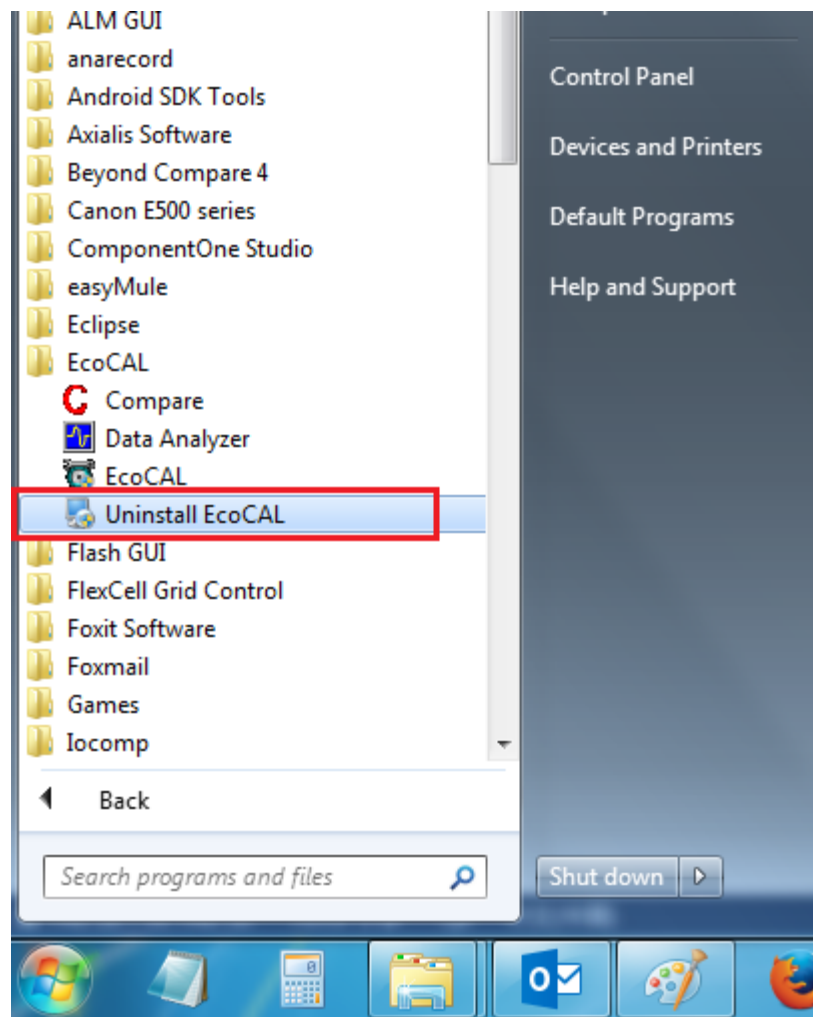 ALM GUI
anarecord
Android SDK Tools
Axialis Software
Beyond Compare 4
Canon E500 series
ComponentOne Studio
easyMule
Eclipse
EcoCAL
Compare
Data Analyzer
EcoCAL
Uninstall EcoCAL
Flash GUI
FlexCell Grid Control
Foxit Software
Foxmail
Games
Iocomp
Back
Search programs and files
Control Panel
Devices and Printers
Default Programs
Help and Support
Shut down